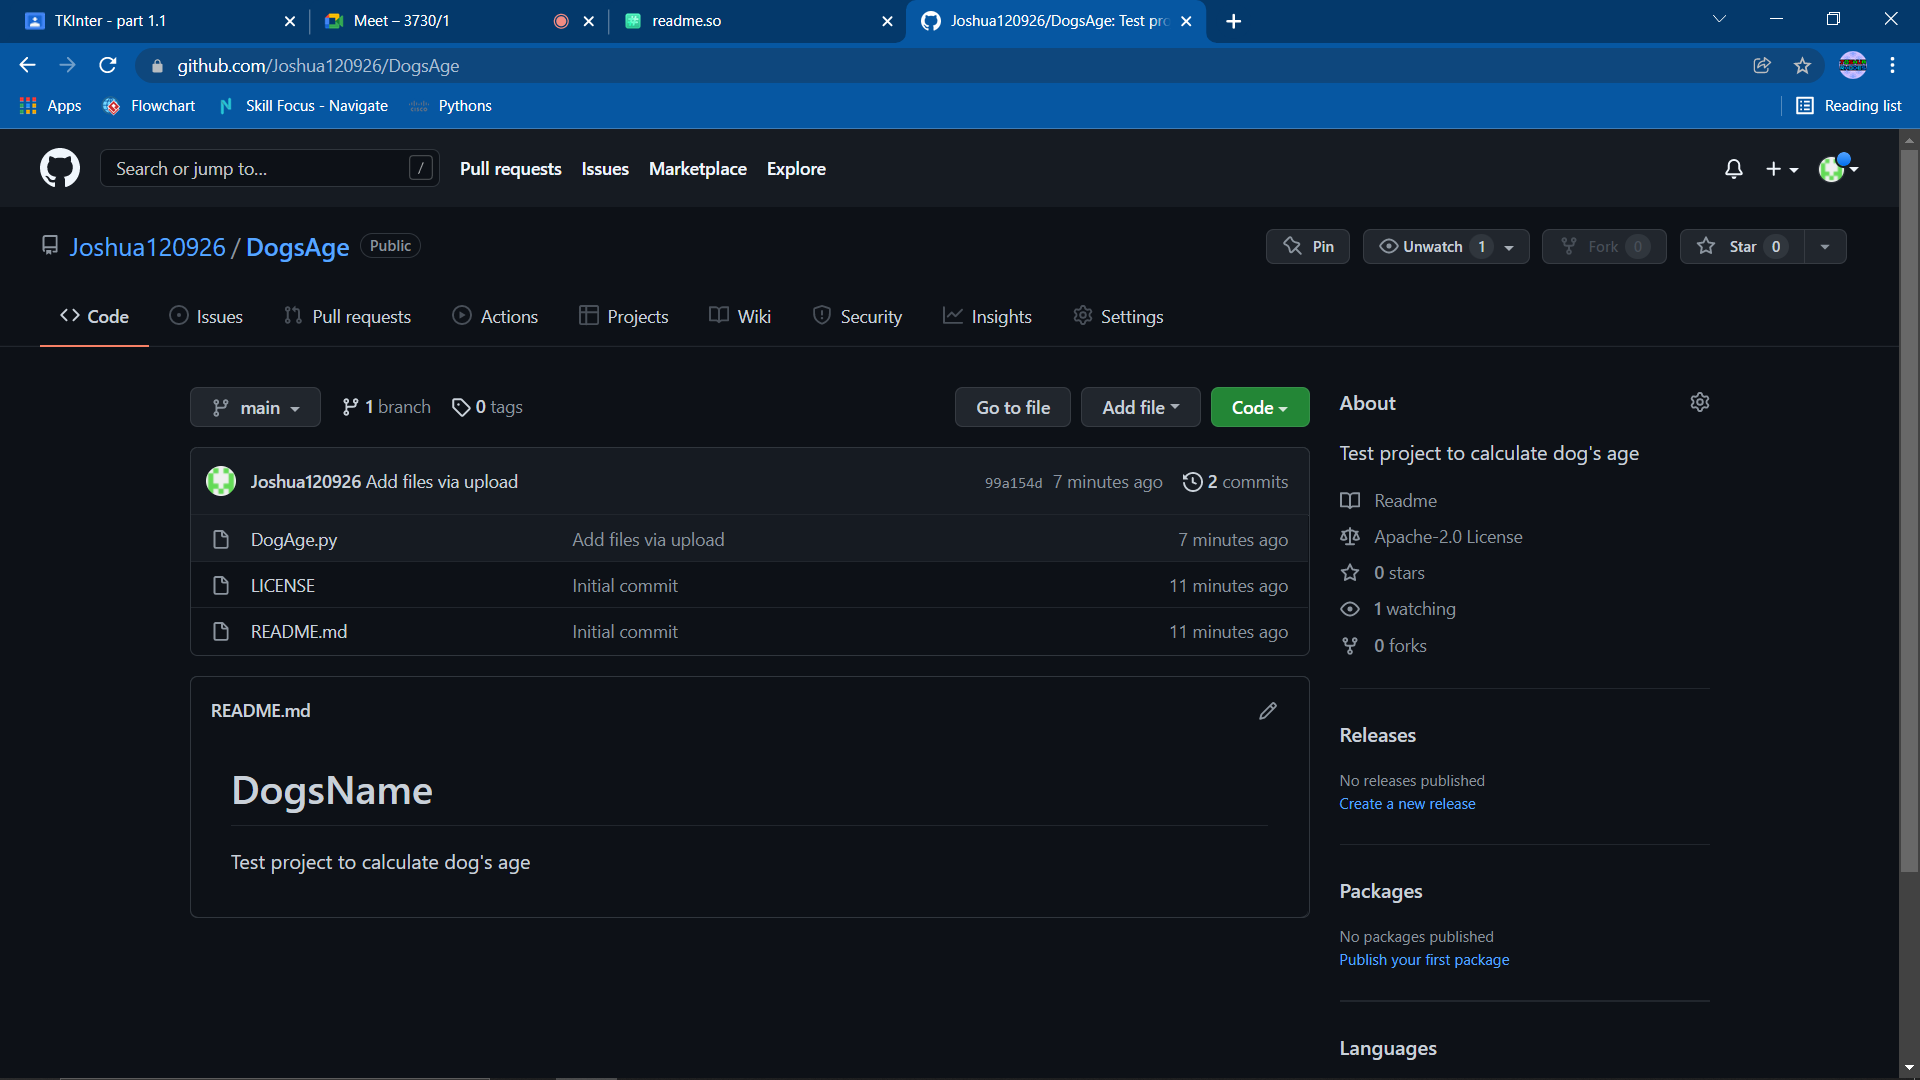 TKInter - part 1.1
Meet – 3730/1
readme.so
Joshua120926/DogsAge: Test pro
github.com/Joshua120926/DogsAge
Apps
Flowchart
Skill Focus - Navigate
Pythons
Reading list
Search or jump to...
/
Pull requests
Issues
Marketplace
Explore
Joshua120926 / DogsAge
Public
Pin
Unwatch 1
Fork 0
Star 0
Code
Issues
Pull requests
Actions
Projects
Wiki
Security
Insights
Settings
main
1 branch
0 tags
Go to file
Add file
Code
Joshua120926 Add files via upload
99a154d 7 minutes ago
2 commits
DogAge.py Add files via upload 7 minutes ago
LICENSE Initial commit 11 minutes ago
README.md Initial commit 11 minutes ago
README.md
DogsName
Test project to calculate dog's age
About
Test project to calculate dog's age
Readme
Apache-2.0 License
0 stars
1 watching
0 forks
Releases
No releases published
Create a new release
Packages
No packages published
Publish your first package
Languages